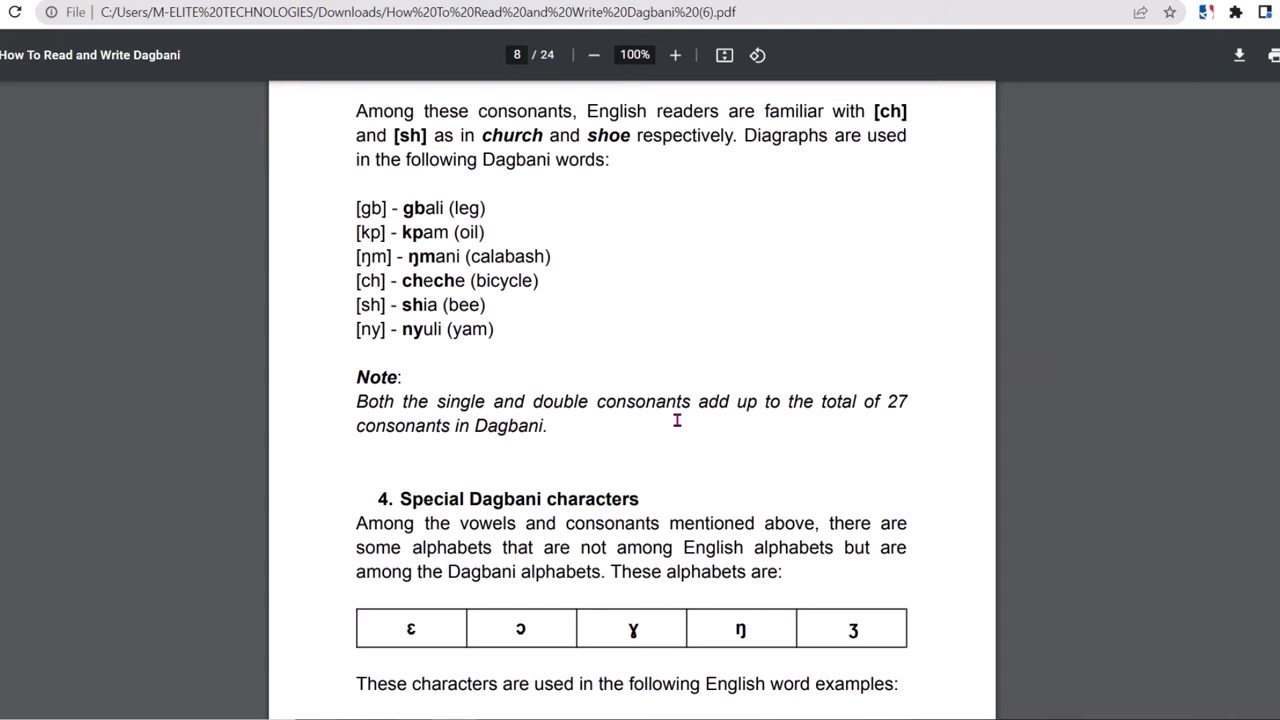 File | C:/Users/M-ELITE%20TECHNOLOGIES/Downloads/How%20To%20Read%20and%20Write%20Dagbani%20(6).pdf
How To Read and Write Dagbani
8 / 24
100%
Among these consonants, English readers are familiar with [ch]
and [sh] as in church and shoe respectively. Diagraphs are used
in the following Dagbani words:
[gb] - gbali (leg)
[kp] - kpam (oil)
[ŋm] - ŋmani (calabash)
[ch] - cheche (bicycle)
[sh] - shia (bee)
[ny] - nyuli (yam)
Note:
Both the single and double consonants add up to the total of 27
consonants in Dagbani.
4. Special Dagbani characters
Among the vowels and consonants mentioned above, there are
some alphabets that are not among English alphabets but are
among the Dagbani alphabets. These alphabets are:
ɛ ɔ ɣ ŋ ʒ
These characters are used in the following English word examples: